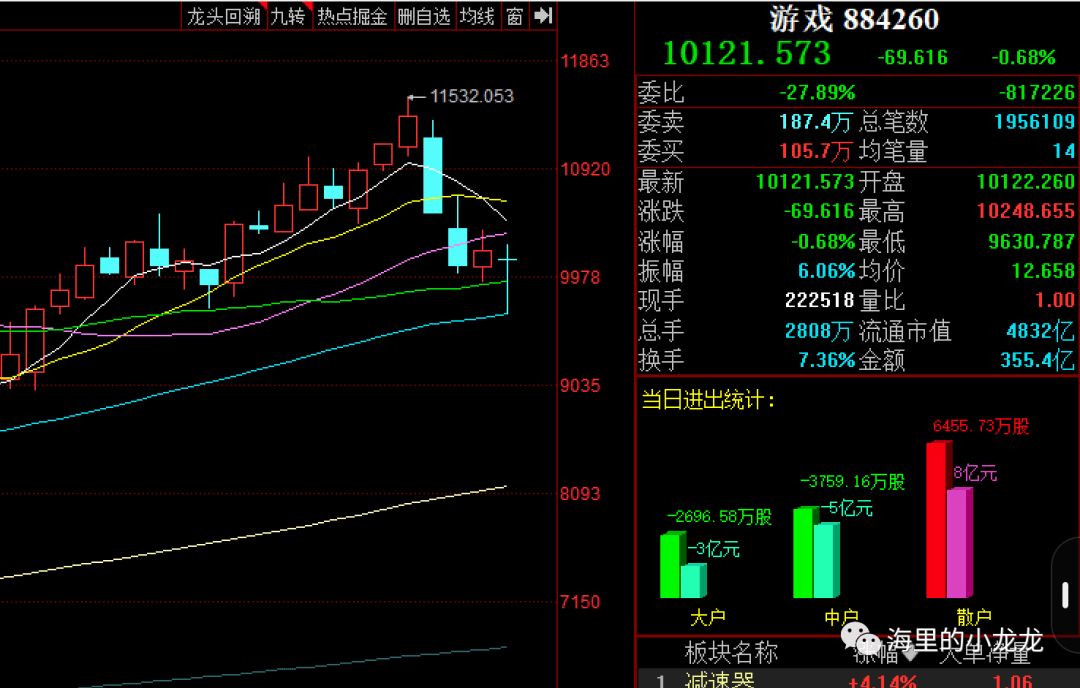 龙头回溯 九转 热点掘金 删自选 均线 窗
11863
11532.053
10920
9978
9035
8093
7150
游戏 884260
10121.573 -69.616 -0.68%
委比 -27.89% -817226
委卖 187.4万 总笔数 1956109
委买 105.7万 均笔量 14
最新 10121.573 开盘 10122.260
涨跌 -69.616 最高 10248.655
涨幅 -0.68% 最低 9630.787
振幅 6.06% 均价 12.658
现手 222518 量比 1.00
总手 2808万 流通市值 4832亿
换手 7.36% 金额 355.4亿
当日进出统计：
6455.73万股
8亿元
-3759.16万股
-5亿元
-2696.58万股
-3亿元
大户 中户 散户
海里的小龙龙
板块名称 涨幅 大单净量
1 减速器 +4.14% 1.06